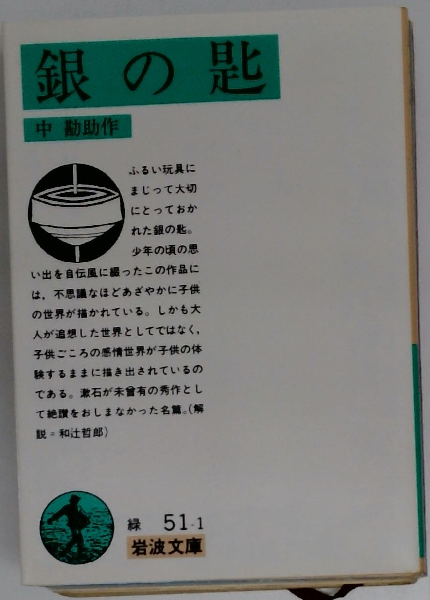 銀の匙
中 勘助作
ふるい玩具に
まじって大切
にとっておか
れた銀の匙。
少年の頃の思
い出を自伝風に綴ったこの作品に
は，不思議なほどあざやかに子供
の世界が描かれている。しかも大
人が追想した世界としてではなく，
子供ごころの感情世界が子供の体
験するままに描き出されているの
である。漱石が未曾有の秀作とし
て絶讃をおしまなかった名篇。(解
説＝和辻哲郎)
緑 51-1
岩波文庫